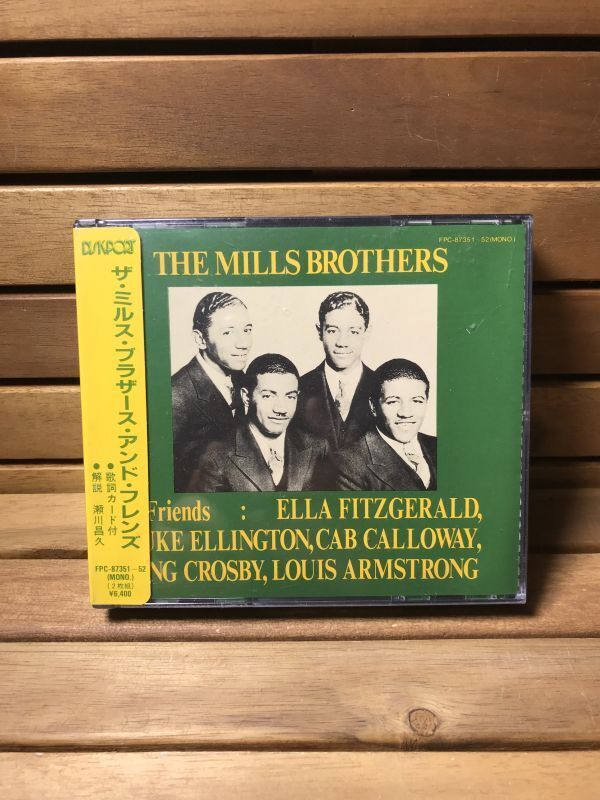 DISKPORT
ザ・ミルス・ブラザース・アンド・フレンズ
●歌詞カード付
●解説 瀬川昌久
FPC-87351~52
(MONO.)
(2枚組)
¥6,400
FPC-87351~52(MONO.)
THE MILLS BROTHERS
Friends : ELLA FITZGERALD,
UKE ELLINGTON, CAB CALLOWAY,
NG CROSBY, LOUIS ARMSTRONG